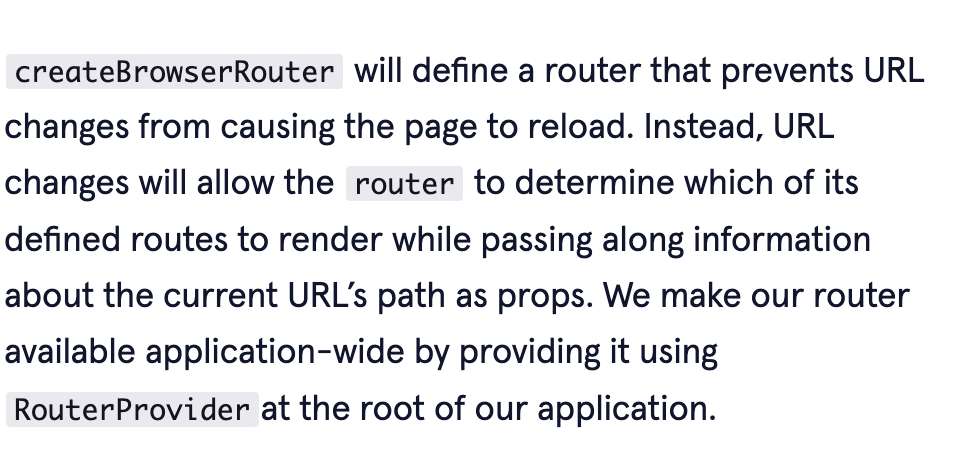 createBrowserRouter will define a router that prevents URL
changes from causing the page to reload. Instead, URL
changes will allow the router to determine which of its
defined routes to render while passing along information
about the current URL’s path as props. We make our router
available application-wide by providing it using
RouterProvider at the root of our application.